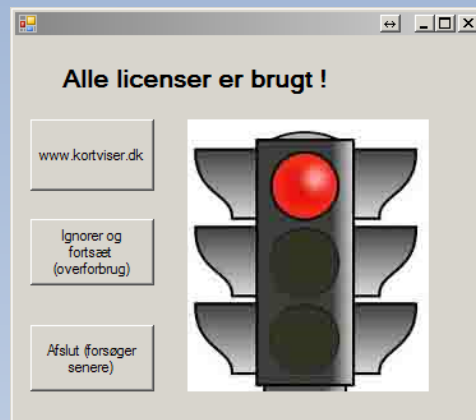 Alle licenser er brugt !
www.kortviser.dk
Ignorer og
fortsæt
(overforbrug)
Afslut (forsøger
senere)